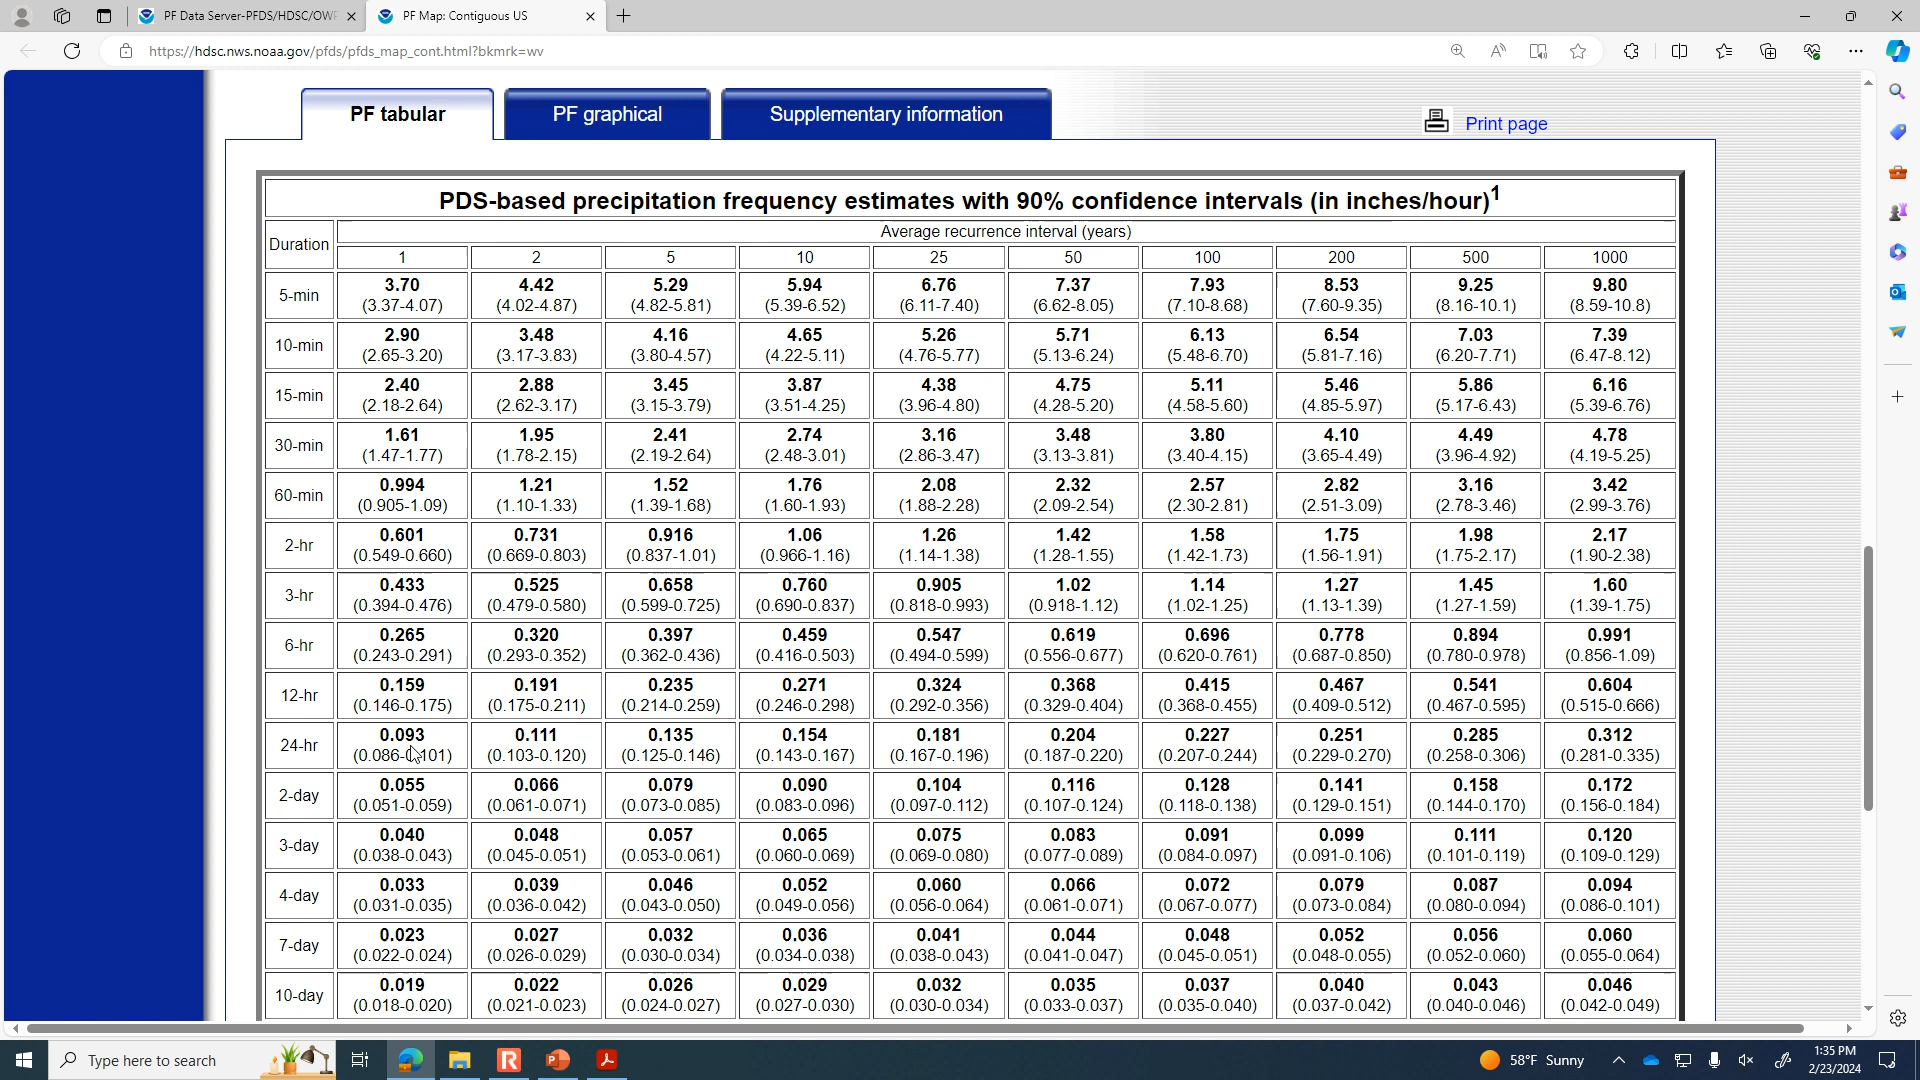 PF Data Server-PFDS/HDSC/OWP
PF Map: Contiguous US
https://hdsc.nws.noaa.gov/pfds/pfds_map_cont.html?bkmrk=wv
PF tabular
PF graphical
Supplementary information
Print page
PDS-based precipitation frequency estimates with 90% confidence intervals (in inches/hour)1
Duration
Average recurrence interval (years)
1 2 5 10 25 50 100 200 500 1000
5-min
3.70 4.42 5.29 5.94 6.76 7.37 7.93 8.53 9.25 9.80
(3.37-4.07) (4.02-4.87) (4.82-5.81) (5.39-6.52) (6.11-7.40) (6.62-8.05) (7.10-8.68) (7.60-9.35) (8.16-10.1) (8.59-10.8)
10-min
2.90 3.48 4.16 4.65 5.26 5.71 6.13 6.54 7.03 7.39
(2.65-3.20) (3.17-3.83) (3.80-4.57) (4.22-5.11) (4.76-5.77) (5.13-6.24) (5.48-6.70) (5.81-7.16) (6.20-7.71) (6.47-8.12)
15-min
2.40 2.88 3.45 3.87 4.38 4.75 5.11 5.46 5.86 6.16
(2.18-2.64) (2.62-3.17) (3.15-3.79) (3.51-4.25) (3.96-4.80) (4.28-5.20) (4.58-5.60) (4.85-5.97) (5.17-6.43) (5.39-6.76)
30-min
1.61 1.95 2.41 2.74 3.16 3.48 3.80 4.10 4.49 4.78
(1.47-1.77) (1.78-2.15) (2.19-2.64) (2.48-3.01) (2.86-3.47) (3.13-3.81) (3.40-4.15) (3.65-4.49) (3.96-4.92) (4.19-5.25)
60-min
0.994 1.21 1.52 1.76 2.08 2.32 2.57 2.82 3.16 3.42
(0.905-1.09) (1.10-1.33) (1.39-1.68) (1.60-1.93) (1.88-2.28) (2.09-2.54) (2.30-2.81) (2.51-3.09) (2.78-3.46) (2.99-3.76)
2-hr
0.601 0.731 0.916 1.06 1.26 1.42 1.58 1.75 1.98 2.17
(0.549-0.660) (0.669-0.803) (0.837-1.01) (0.966-1.16) (1.14-1.38) (1.28-1.55) (1.42-1.73) (1.56-1.91) (1.75-2.17) (1.90-2.38)
3-hr
0.433 0.525 0.658 0.760 0.905 1.02 1.14 1.27 1.45 1.60
(0.394-0.476) (0.479-0.580) (0.599-0.725) (0.690-0.837) (0.818-0.993) (0.918-1.12) (1.02-1.25) (1.13-1.39) (1.27-1.59) (1.39-1.75)
6-hr
0.265 0.320 0.397 0.459 0.547 0.619 0.696 0.778 0.894 0.991
(0.243-0.291) (0.293-0.352) (0.362-0.436) (0.416-0.503) (0.494-0.599) (0.556-0.677) (0.620-0.761) (0.687-0.850) (0.780-0.978) (0.856-1.09)
12-hr
0.159 0.191 0.235 0.271 0.324 0.368 0.415 0.467 0.541 0.604
(0.146-0.175) (0.175-0.211) (0.214-0.259) (0.246-0.298) (0.292-0.356) (0.329-0.404) (0.368-0.455) (0.409-0.512) (0.467-0.595) (0.515-0.666)
24-hr
0.093 0.111 0.135 0.154 0.181 0.204 0.227 0.251 0.285 0.312
(0.086-0.101) (0.103-0.120) (0.125-0.146) (0.143-0.167) (0.167-0.196) (0.187-0.220) (0.207-0.244) (0.229-0.270) (0.258-0.306) (0.281-0.335)
2-day
0.055 0.066 0.079 0.090 0.104 0.116 0.128 0.141 0.158 0.172
(0.051-0.059) (0.061-0.071) (0.073-0.085) (0.083-0.096) (0.097-0.112) (0.107-0.124) (0.118-0.138) (0.129-0.151) (0.144-0.170) (0.156-0.184)
3-day
0.040 0.048 0.057 0.065 0.075 0.083 0.091 0.099 0.111 0.120
(0.038-0.043) (0.045-0.051) (0.053-0.061) (0.060-0.069) (0.069-0.080) (0.077-0.089) (0.084-0.097) (0.091-0.106) (0.101-0.119) (0.109-0.129)
4-day
0.033 0.039 0.046 0.052 0.060 0.066 0.072 0.079 0.087 0.094
(0.031-0.035) (0.036-0.042) (0.043-0.050) (0.049-0.056) (0.056-0.064) (0.061-0.071) (0.067-0.077) (0.073-0.084) (0.080-0.094) (0.086-0.101)
7-day
0.023 0.027 0.032 0.036 0.041 0.044 0.048 0.052 0.056 0.060
(0.022-0.024) (0.026-0.029) (0.030-0.034) (0.034-0.038) (0.038-0.043) (0.041-0.047) (0.045-0.051) (0.048-0.055) (0.052-0.060) (0.055-0.064)
10-day
0.019 0.022 0.026 0.029 0.032 0.035 0.037 0.040 0.043 0.046
(0.018-0.020) (0.021-0.023) (0.024-0.027) (0.027-0.030) (0.030-0.034) (0.033-0.037) (0.035-0.040) (0.037-0.042) (0.040-0.046) (0.042-0.049)
Type here to search
58°F Sunny
1:35 PM
2/23/2024